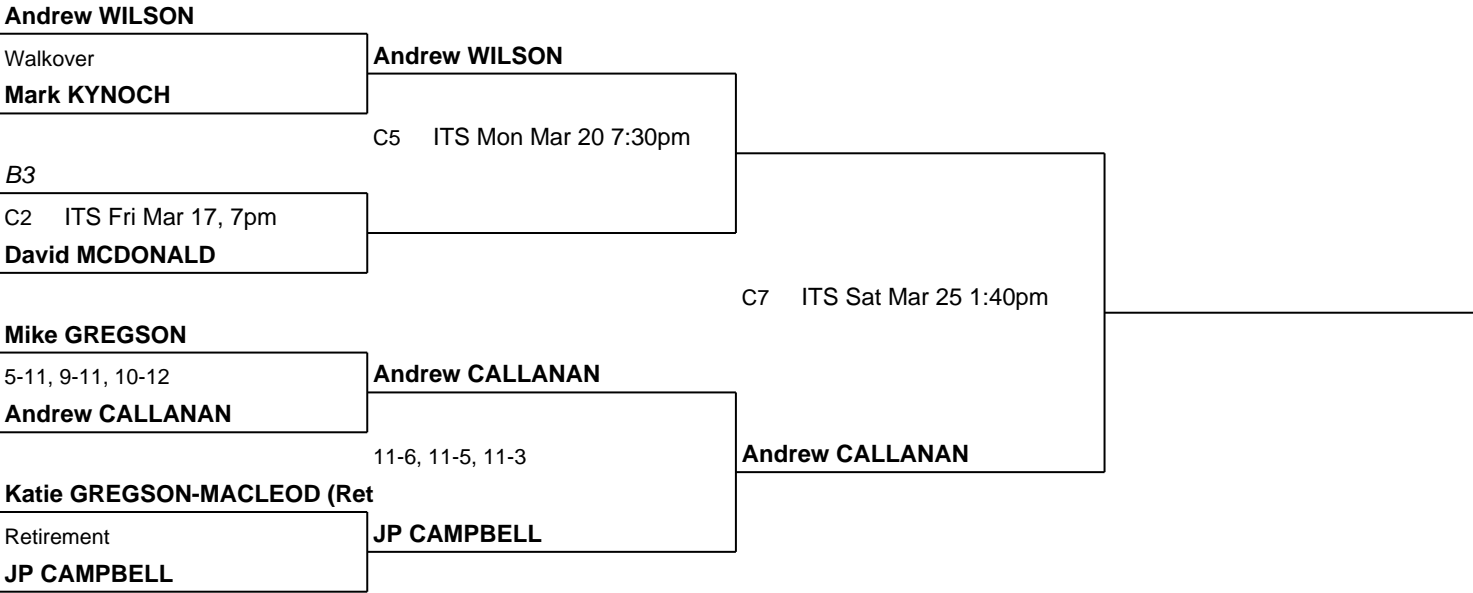 Andrew WILSON
Walkover
Mark KYNOCH
Andrew WILSON
C5 ITS Mon Mar 20 7:30pm
B3
C2 ITS Fri Mar 17, 7pm
David MCDONALD
C7 ITS Sat Mar 25 1:40pm
Mike GREGSON
5-11, 9-11, 10-12
Andrew CALLANAN
Andrew CALLANAN
11-6, 11-5, 11-3
Andrew CALLANAN
Katie GREGSON-MACLEOD (Ret
Retirement
JP CAMPBELL
JP CAMPBELL